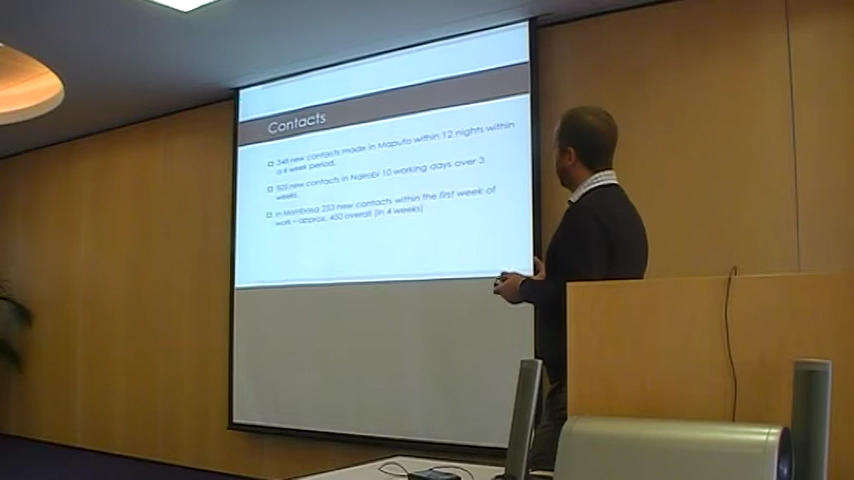 Contacts
248 new contacts made in Maputo within 12 nights within
a 4 week period.
505 new contacts in Nairobi 10 working days over 3
weeks.
In Mombasa 253 new contacts within the first week of
work – approx. 450 overall (in 4 weeks)